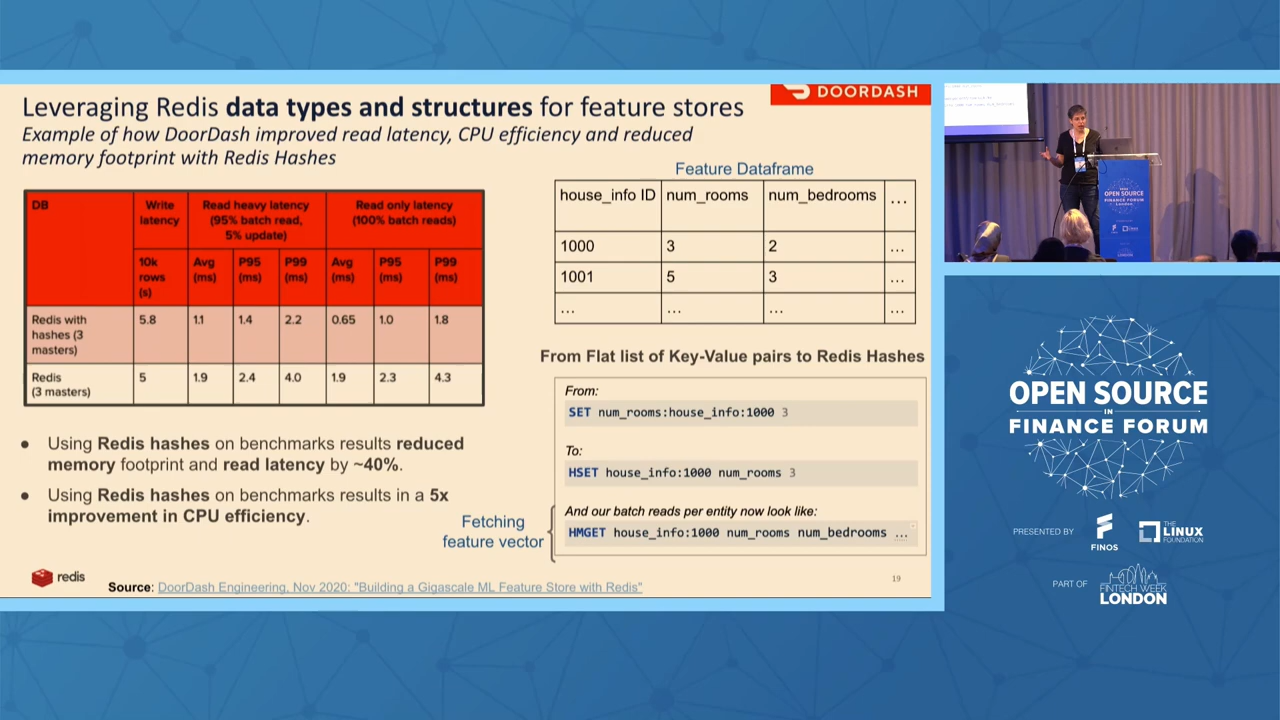 Leveraging Redis data types and structures for feature stores
Example of how DoorDash improved read latency, CPU efficiency and reduced
memory footprint with Redis Hashes
DOORDASH
DB
Write latency
Read heavy latency (95% batch read, 5% update)
Read only latency (100% batch reads)
10k rows (s)
Avg (ms)
P95 (ms)
P99 (ms)
Avg (ms)
P95 (ms)
P99 (ms)
Redis with hashes (3 masters) 5.8 1.1 1.4 2.2 0.65 1.0 1.8
Redis (3 masters) 5 1.9 2.4 4.0 1.9 2.3 4.3
● Using Redis hashes on benchmarks results reduced
memory footprint and read latency by ~40%.
● Using Redis hashes on benchmarks results in a 5x
improvement in CPU efficiency.
Feature Dataframe
house_info ID num_rooms num_bedrooms ...
1000 3 2 ...
1001 5 3 ...
... ... ... ...
From Flat list of Key-Value pairs to Redis Hashes
From:
SET num_rooms:house_info:1000 3
To:
HSET house_info:1000 num_rooms 3
And our batch reads per entity now look like:
HMGET house_info:1000 num_rooms num_bedrooms ...
Fetching
feature vector
redis
Source: DoorDash Engineering, Nov 2020: "Building a Gigascale ML Feature Store with Redis"
19
OPEN SOURCE
FINANCE FORUM
OPEN SOURCE
IN
FINANCE FORUM
PRESENTED BY
FINOS
THE
LINUX
FOUNDATION
PART OF
FINTECH WEEK
LONDON